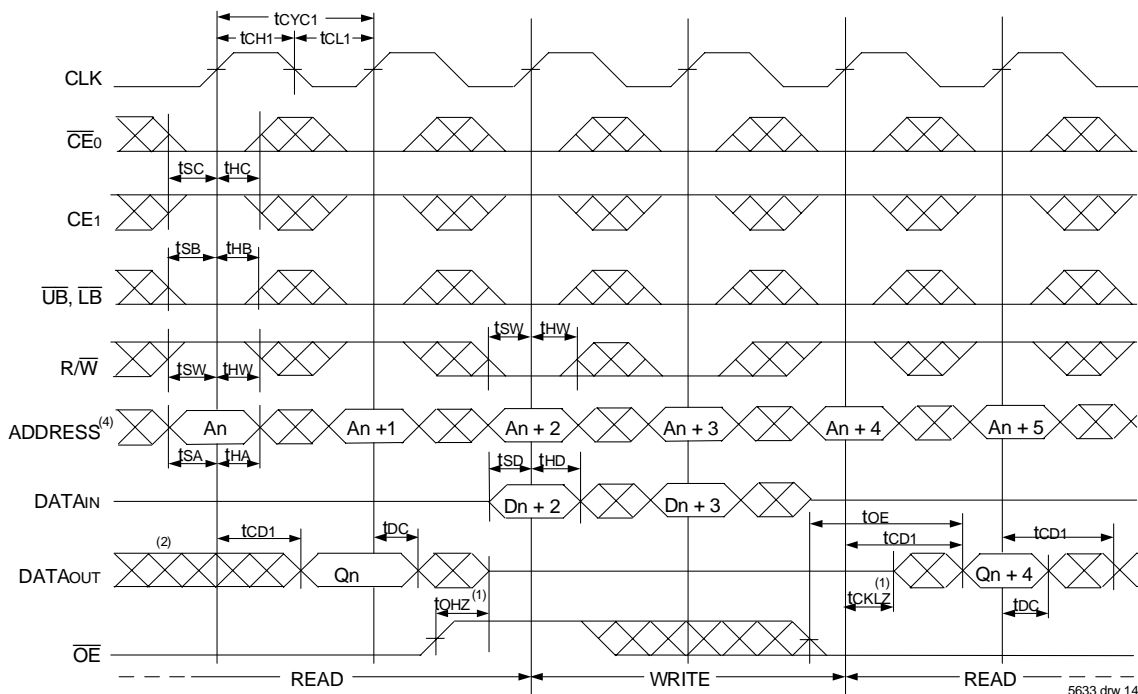 tCYC1
tCH1 tCL1
CLK
CE0
tSC tHC
CE1
tSB tHB
UB, LB
tSW tHW
R/W
tSW tHW
ADDRESS(4) An An +1 An + 2 An + 3 An + 4 An + 5
tSA tHA tSD tHD
DATAIN Dn + 2 Dn + 3
tOE
tCD1 tDC tCD1 tCD1
(2)
DATAOUT Qn Qn + 4
tOHZ(1) tCKLZ(1) tDC
OE
READ WRITE READ
5633 drw 14